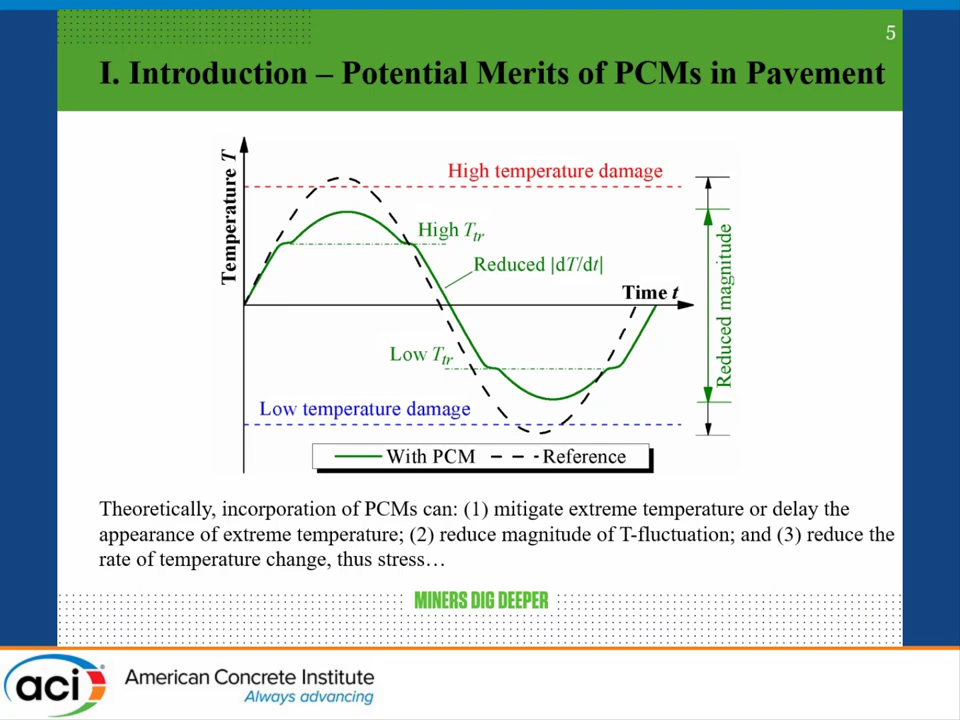 5
I. Introduction – Potential Merits of PCMs in Pavement
Temperature T
High temperature damage
High Ttr
Reduced |dT/dt|
Time t
Reduced magnitude
Low Ttr
Low temperature damage
With PCM
Reference
Theoretically, incorporation of PCMs can: (1) mitigate extreme temperature or delay the
appearance of extreme temperature; (2) reduce magnitude of T-fluctuation; and (3) reduce the
rate of temperature change, thus stress…
MINERS DIG DEEPER
aci
American Concrete Institute
Always advancing